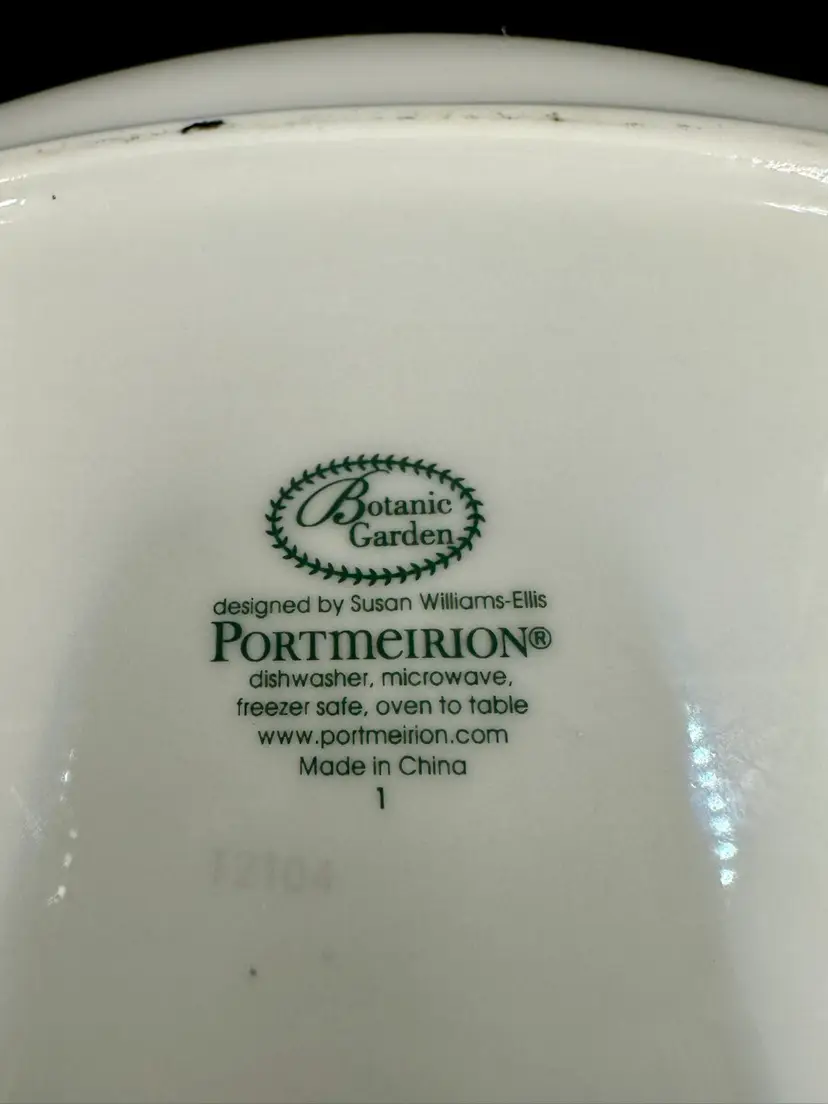 Botanic
Garden
designed by Susan Williams-Ellis
PORTMEIRION®
dishwasher, microwave,
freezer safe, oven to table
www.portmeirion.com
Made in China
1
T2104